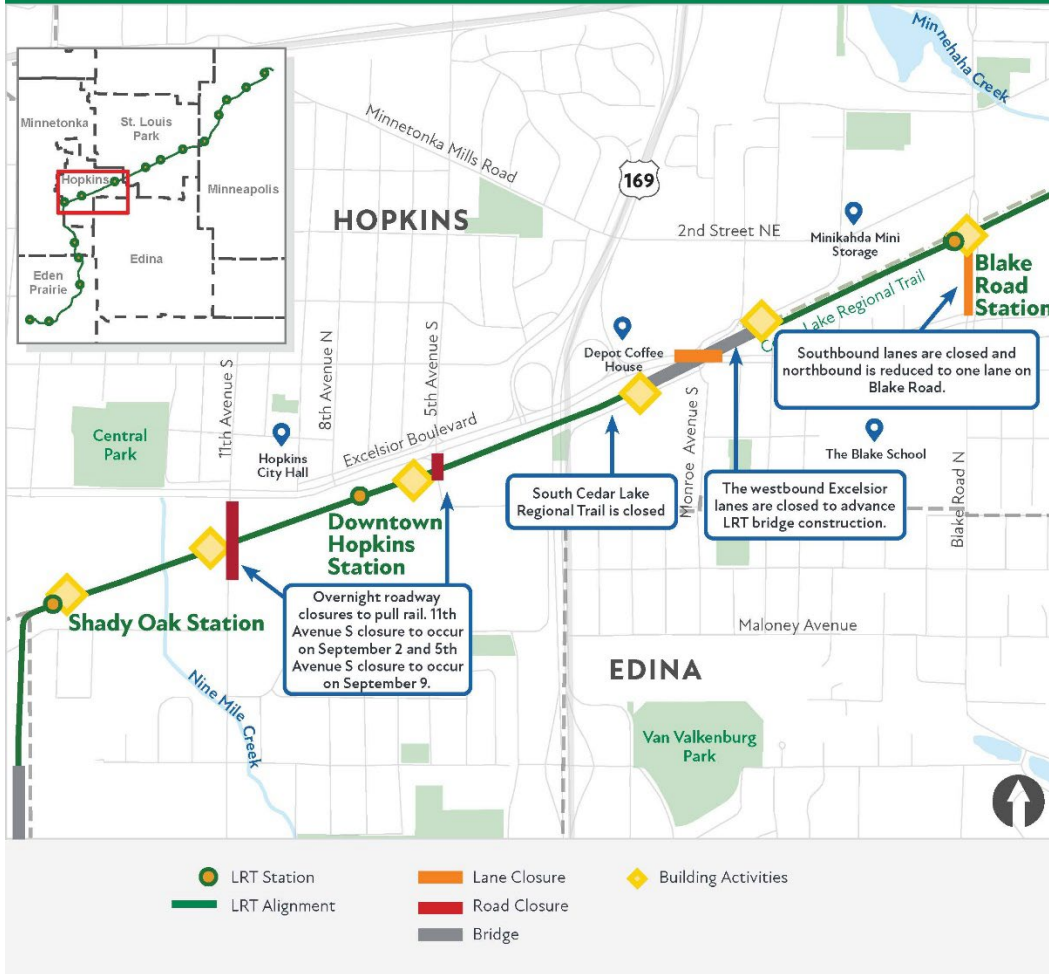 Minnehaha Creek
Minnetonka
St. Louis
Park
Hopkins
Minneapolis
Edina
Eden
Prairie
Minnetonka Mills Road
169
HOPKINS
2nd Street NE
Minikahda Mini
Storage
Blake
Road
Station
Lake Regional Trail
Depot Coffee
House
Southbound lanes are closed and
northbound is reduced to one lane on
Blake Road.
11th Avenue S
8th Avenue N
5th Avenue S
Excelsior Boulevard
Central
Park
Hopkins
City Hall
Monroe Avenue S
The Blake School
Blake Road N
South Cedar Lake
Regional Trail is closed
The westbound Excelsior
lanes are closed to advance
LRT bridge construction.
Downtown
Hopkins
Station
Shady Oak Station
Overnight roadway
closures to pull rail. 11th
Avenue S closure to occur
on September 2 and 5th
Avenue S closure to occur
on September 9.
Maloney Avenue
EDINA
Nine Mile Creek
Van Valkenburg
Park
LRT Station
LRT Alignment
Lane Closure
Road Closure
Bridge
Building Activities